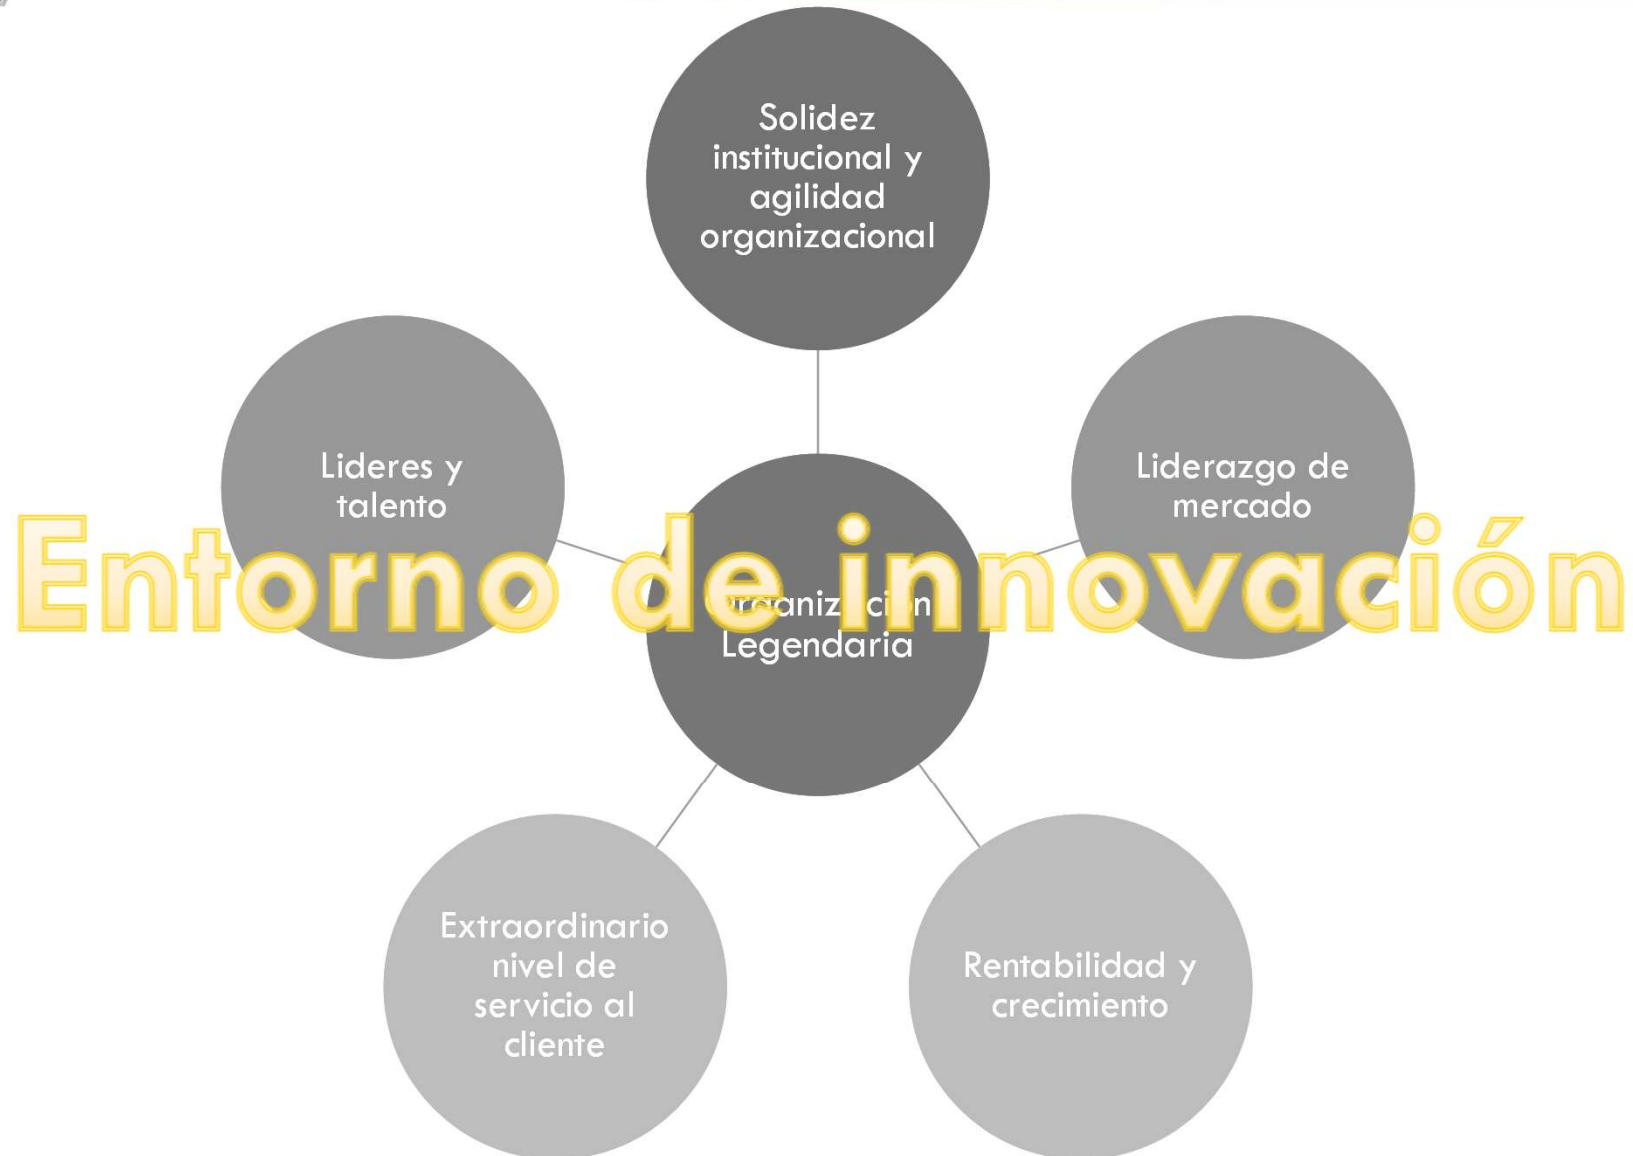 Solidez
institucional y
agilidad
organizacional
Lideres y
talento
Liderazgo de
mercado
Entorno de innovación
Organización
Legendaria
Extraordinario
nivel de
servicio al
cliente
Rentabilidad y
crecimiento